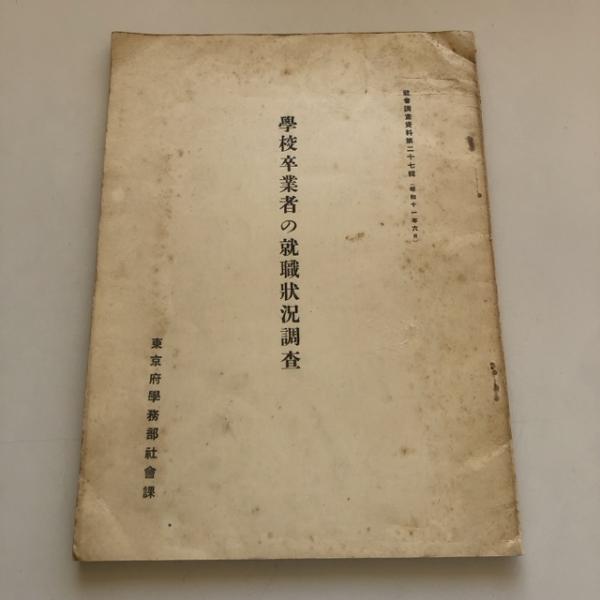 社會調査資料第二十七輯(昭和十一年六月)
學校卒業者の就職狀況調査
東京府學務部社會課